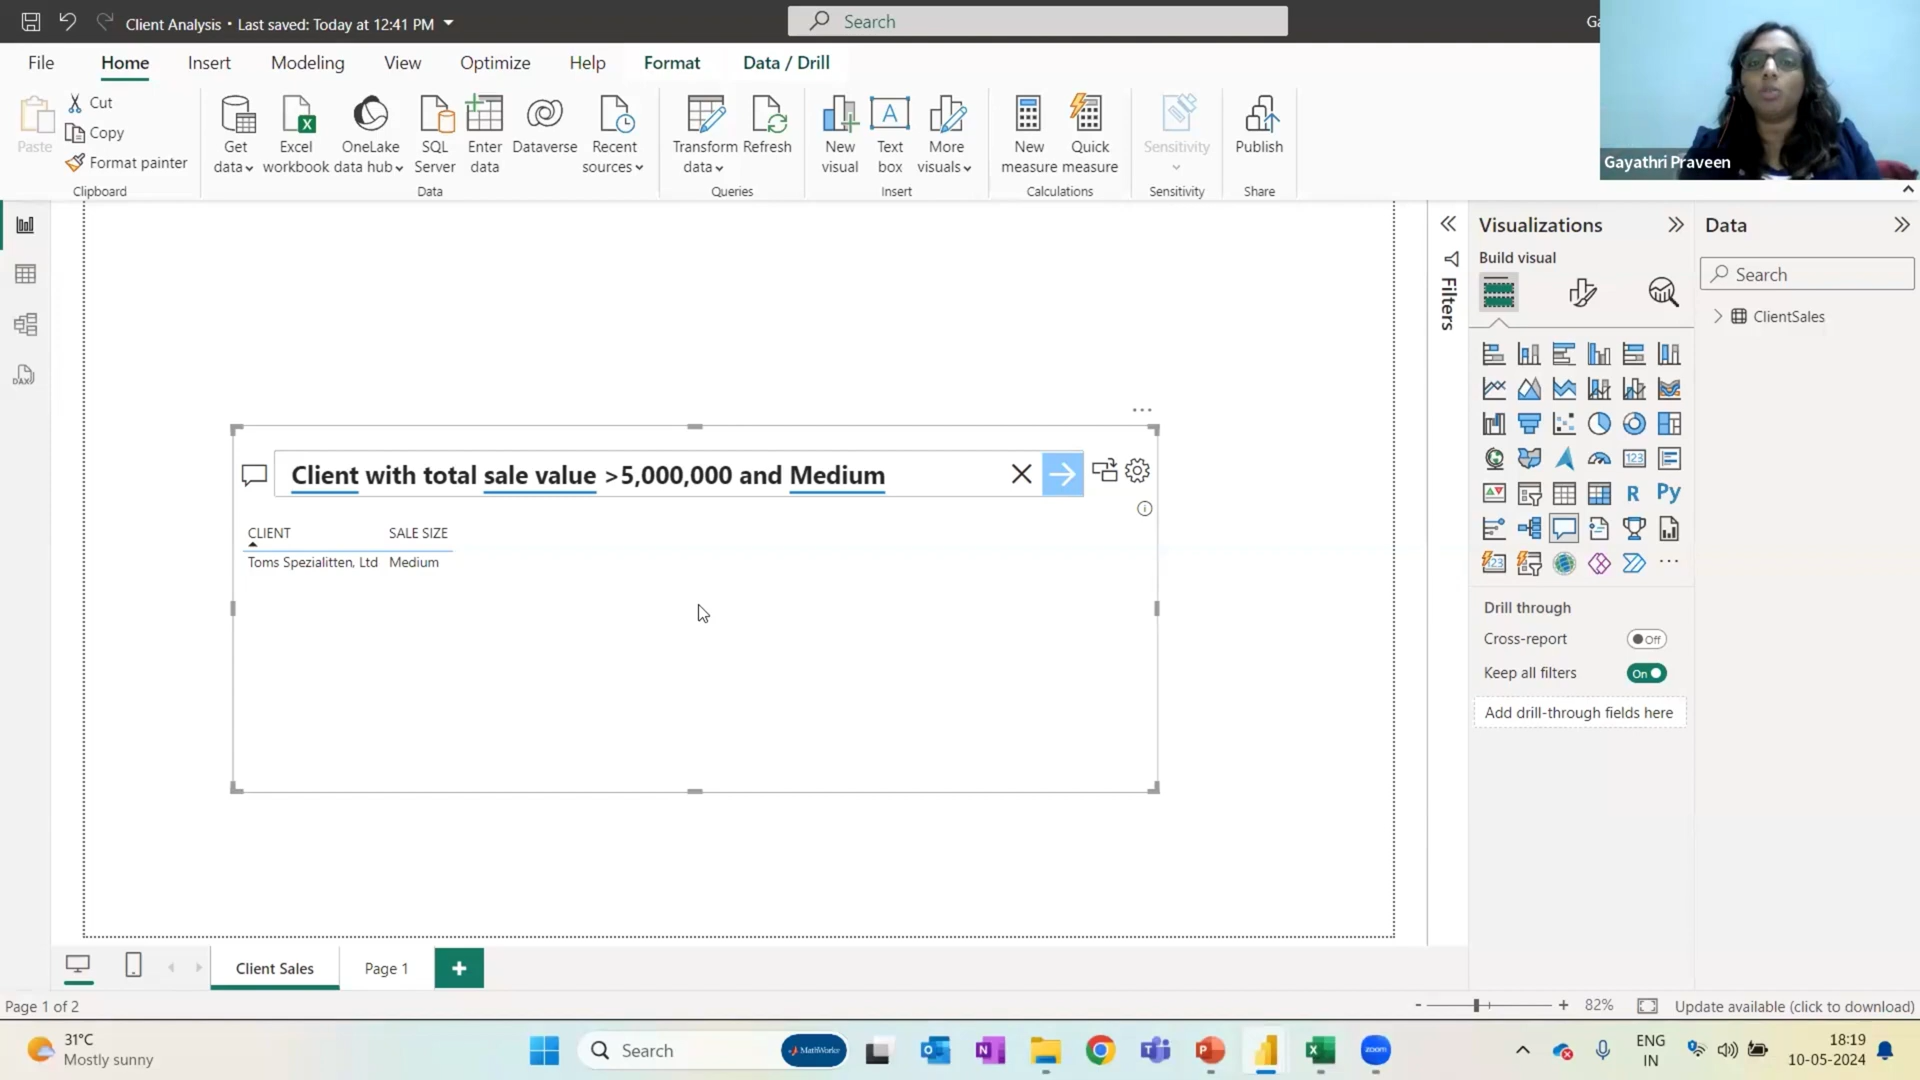 Client Analysis • Last saved: Today at 12:41 PM
Search
File
Home
Insert
Modeling
View
Optimize
Help
Format
Data / Drill
Paste
Cut
Copy
Format painter
Clipboard
Get data
Excel workbook
OneLake data hub
SQL Server
Enter data
Dataverse
Recent sources
Data
Transform data
Refresh
Queries
New visual
Text box
More visuals
Insert
New measure
Quick measure
Calculations
Sensitivity
Sensitivity
Publish
Share
Gayathri Praveen
DAX
Client with total sale value >5,000,000 and Medium
CLIENT SALE SIZE
Toms Spezialitten, Ltd Medium
Filters
Visualizations
Build visual
123
R
Py
123
Drill through
Cross-report
Off
Keep all filters
On
Add drill-through fields here
Data
Search
ClientSales
Client Sales
Page 1
Page 1 of 2
- + 82%
Update available (click to download)
31°C
Mostly sunny
Search
MathWorks
zoom
ENG
IN
18:19
10-05-2024